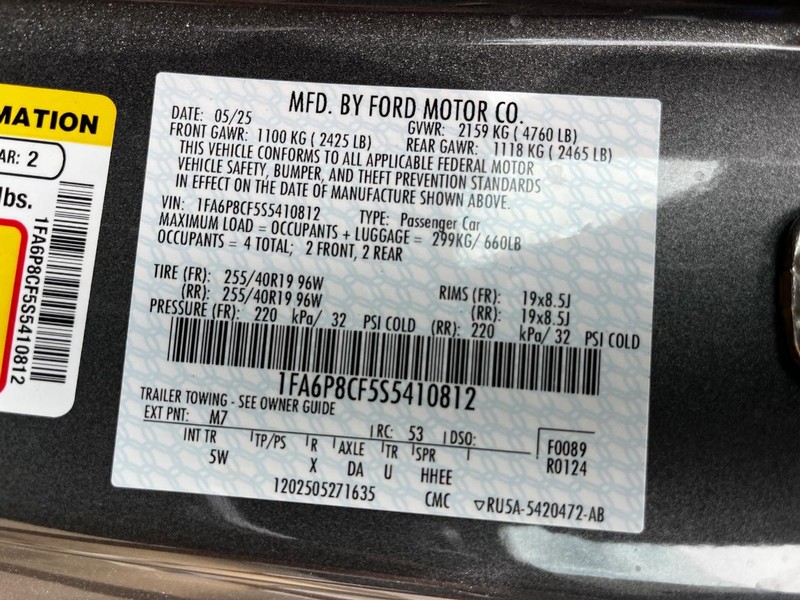 MATION
AR: 2
lbs.
1FA6P8CF5S5410812
MFD. BY FORD MOTOR CO.
DATE: 05/25 GVWR: 2159 KG ( 4760 LB)
FRONT GAWR: 1100 KG ( 2425 LB) REAR GAWR: 1118 KG ( 2465 LB)
THIS VEHICLE CONFORMS TO ALL APPLICABLE FEDERAL MOTOR
VEHICLE SAFETY, BUMPER, AND THEFT PREVENTION STANDARDS
IN EFFECT ON THE DATE OF MANUFACTURE SHOWN ABOVE.
VIN: 1FA6P8CF5S5410812 TYPE: Passenger Car
MAXIMUM LOAD = OCCUPANTS + LUGGAGE = 299KG/ 660LB
OCCUPANTS = 4 TOTAL; 2 FRONT, 2 REAR
TIRE (FR): 255/40R19 96W RIMS (FR): 19x8.5J
(RR): 255/40R19 96W (RR): 19x8.5J
PRESSURE (FR): 220 kPa/ 32 PSI COLD (RR): 220 kPa/ 32 PSI COLD
1FA6P8CF5S5410812
TRAILER TOWING - SEE OWNER GUIDE
EXT PNT: M7 RC: 53 DSO: F0089
INT TR TP/PS R AXLE TR SPR R0124
5W X DA U HHEE
1202505271635 CMC ▽RU5A-5420472-AB